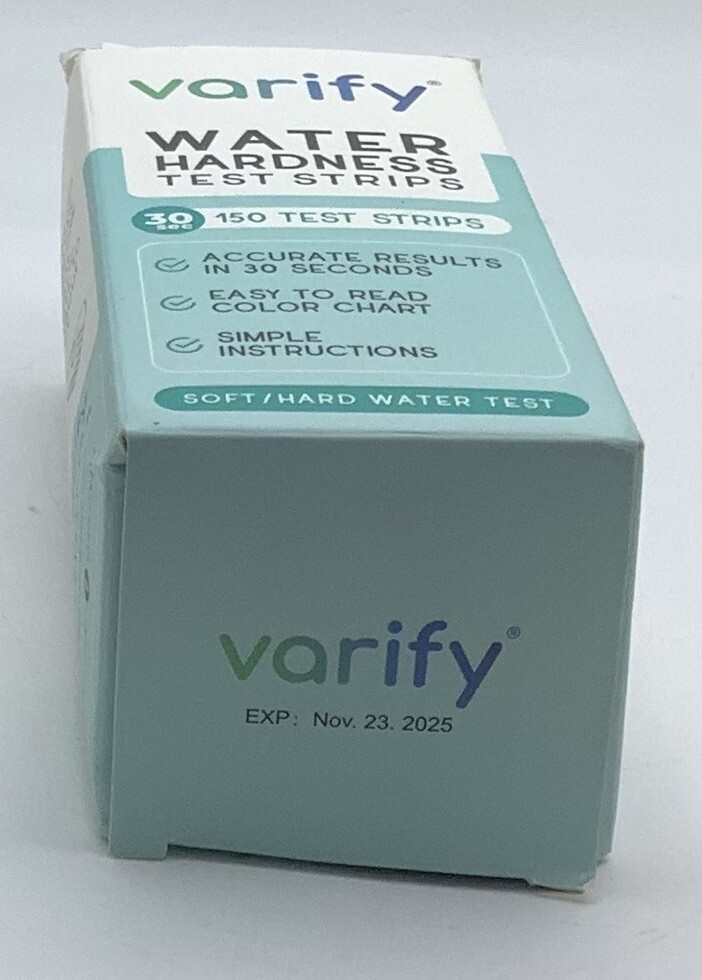 varify®
WATER
HARDNESS
TEST STRIPS
30 sec 150 TEST STRIPS
ACCURATE RESULTS
IN 30 SECONDS
EASY TO READ
COLOR CHART
SIMPLE
INSTRUCTIONS
SOFT/HARD WATER TEST
varify®
EXP: Nov. 23. 2025